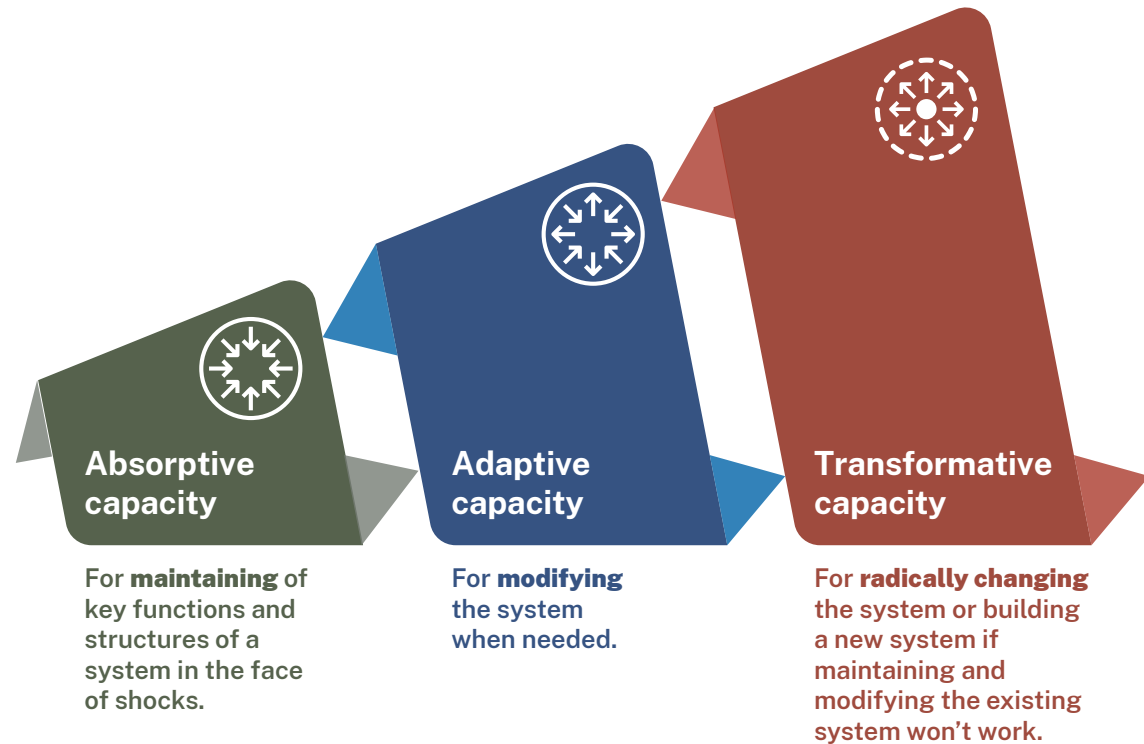 Absorptive
capacity
For maintaining of
key functions and
structures of a
system in the face
of shocks.
Adaptive
capacity
For modifying
the system
when needed.
Transformative
capacity
For radically changing
the system or building
a new system if
maintaining and
modifying the existing
system won’t work.